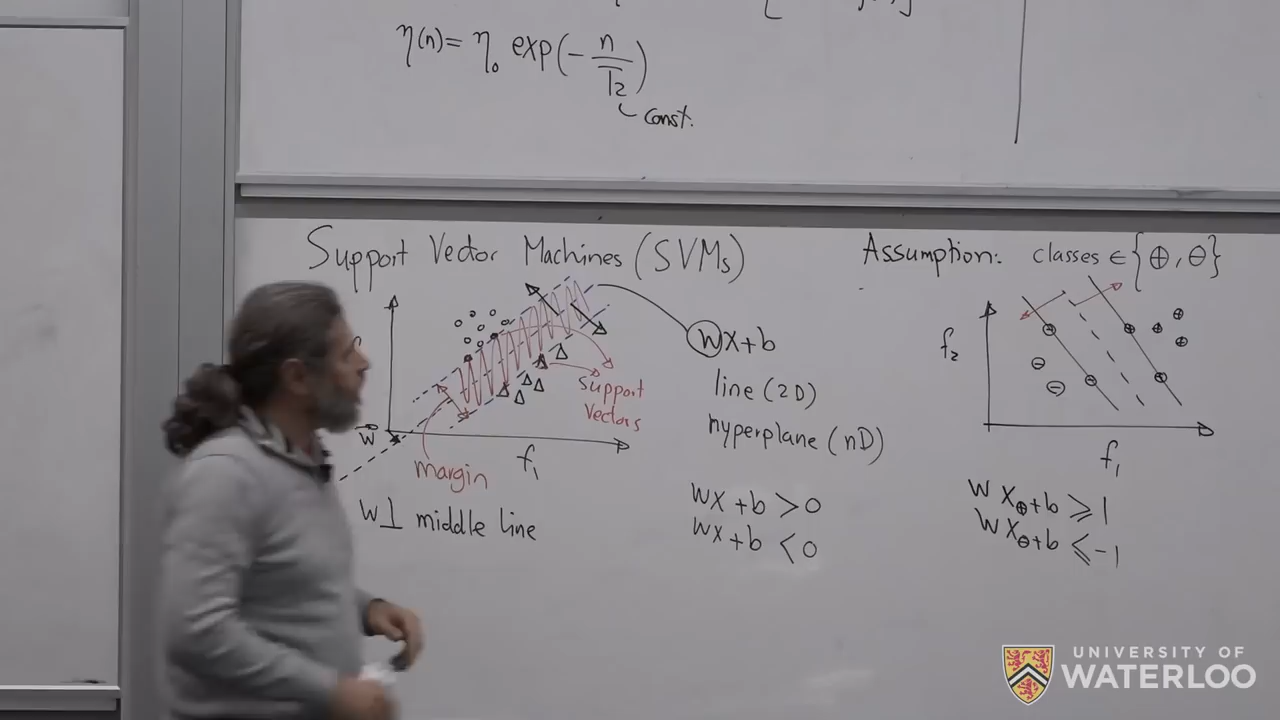 η(n) = η₀ exp(-n/τ₂)
const.
Support Vector Machines (SVMs)
Assumption: classes ∈ {⊕, ⊖}
wx+b
line (2D)
hyperplane (nD)
Support
Vectors
margin
f₁
w
w⊥ middle line
wx+b > 0
wx+b < 0
f₂
f₁
w x⊕+b ⩾ 1
w x⊖+b ⩽ -1
UNIVERSITY OF
WATERLOO